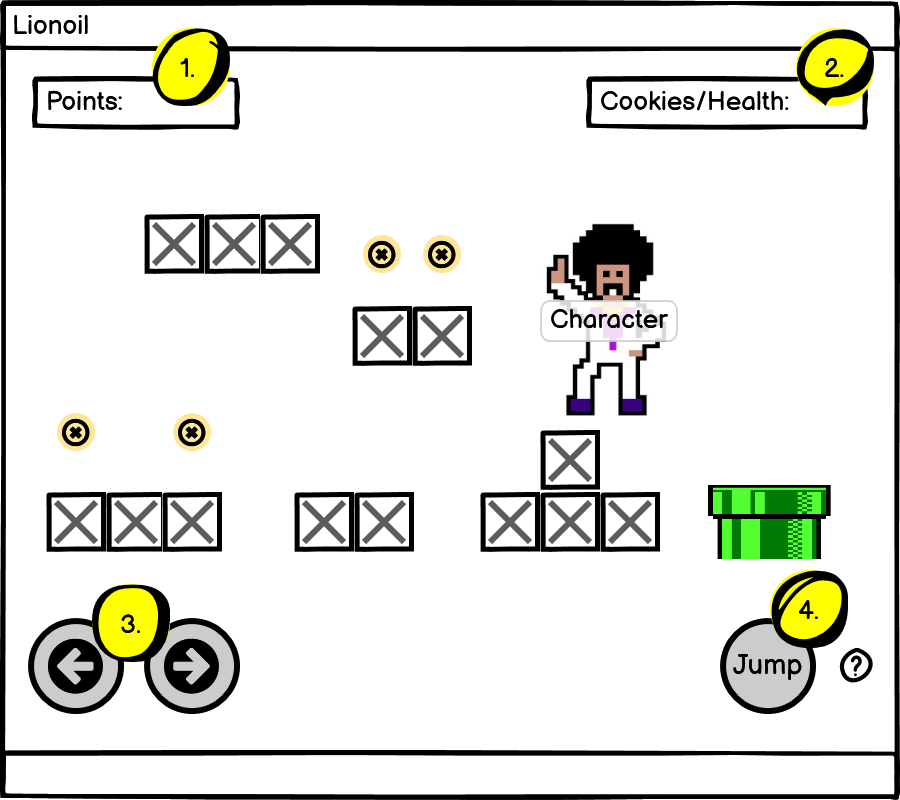 Lionoil
1.
2.
Points:
Cookies/Health:
Character
3.
4.
Jump
?